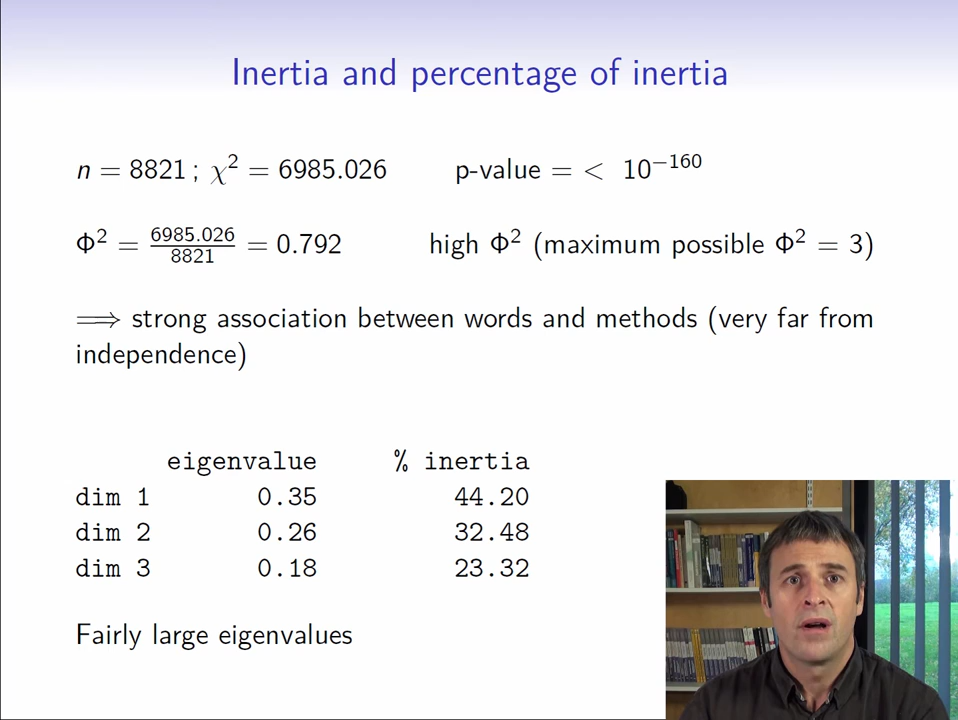 Inertia and percentage of inertia
n = 8821 ; χ² = 6985.026 p-value = < 10⁻¹⁶⁰
Φ² = 6985.026/8821 = 0.792 high Φ² (maximum possible Φ² = 3)
⟹ strong association between words and methods (very far from
independence)
eigenvalue % inertia
dim 1 0.35 44.20
dim 2 0.26 32.48
dim 3 0.18 23.32
Fairly large eigenvalues